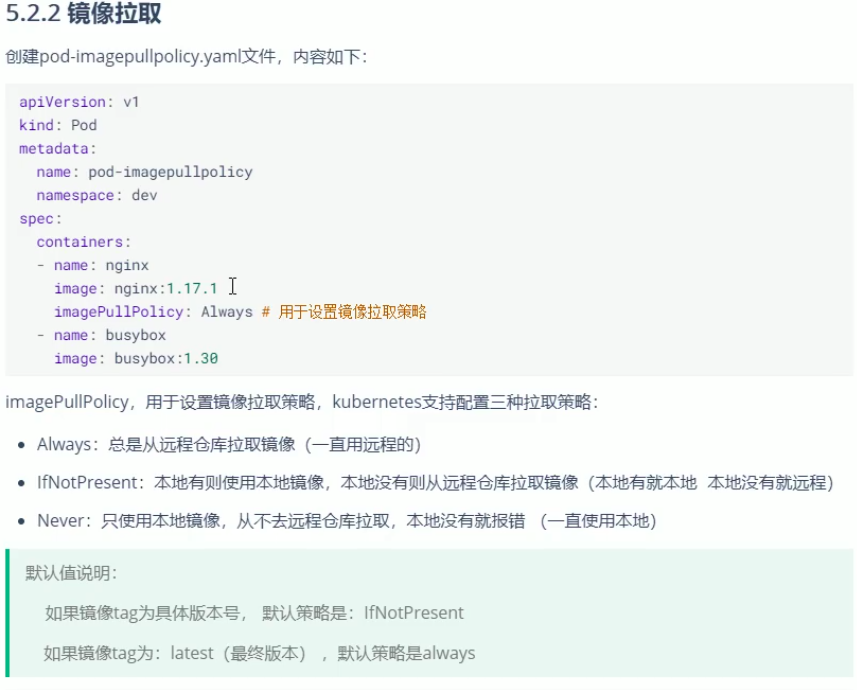 5.2.2 镜像拉取
创建pod-imagepullpolicy.yaml文件，内容如下：
apiVersion: v1
kind: Pod
metadata:
  name: pod-imagepullpolicy
  namespace: dev
spec:
  containers:
  - name: nginx
    image: nginx:1.17.1
    imagePullPolicy: Always # 用于设置镜像拉取策略
  - name: busybox
    image: busybox:1.30
imagePullPolicy，用于设置镜像拉取策略，kubernetes支持配置三种拉取策略：
• Always：总是从远程仓库拉取镜像（一直用远程的）
• IfNotPresent：本地有则使用本地镜像，本地没有则从远程仓库拉取镜像（本地有就本地 本地没有就远程）
• Never：只使用本地镜像，从不去远程仓库拉取，本地没有就报错 （一直使用本地）
默认值说明：
如果镜像tag为具体版本号， 默认策略是：IfNotPresent
如果镜像tag为：latest（最终版本） ，默认策略是always